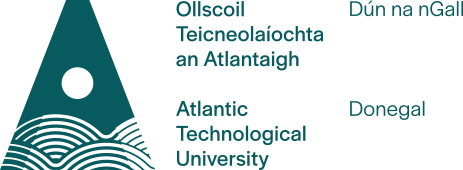 Ollscoil
Teicneolaíochta
an Atlantaigh
Dún na nGall
Atlantic
Technological
University
Donegal